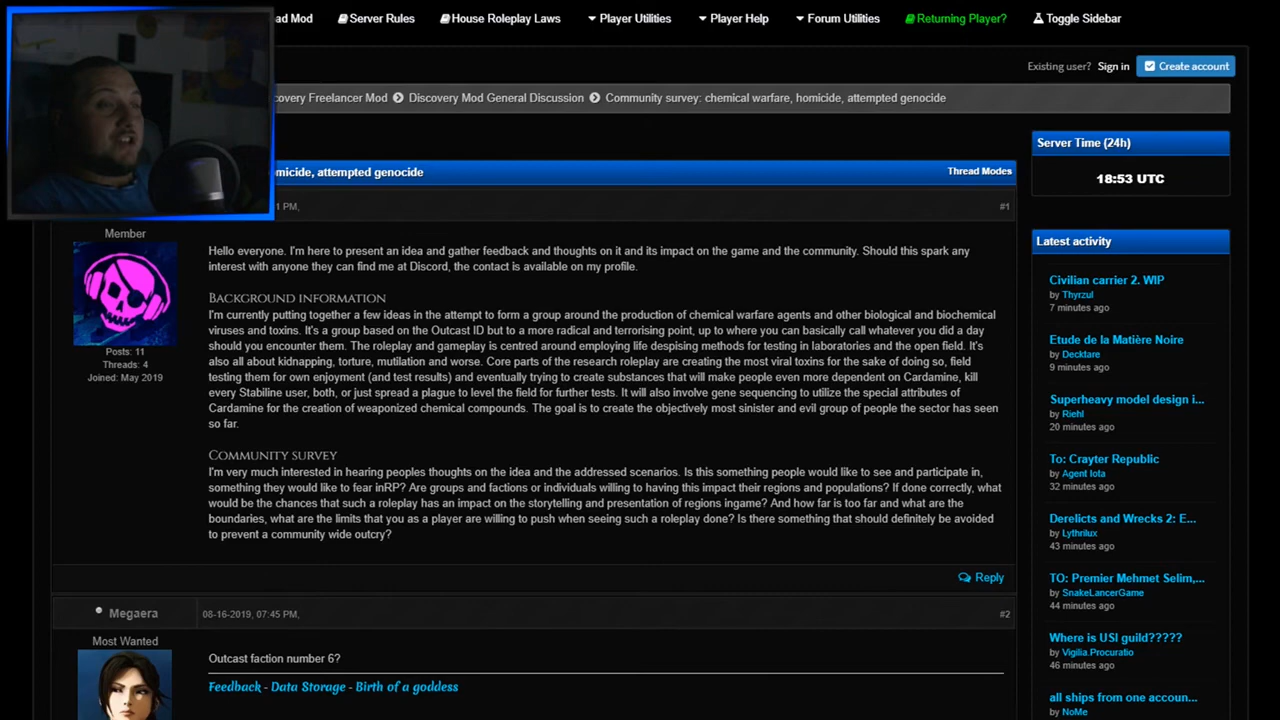 ad Mod Server Rules House Roleplay Laws Player Utilities Player Help Forum Utilities Returning Player? Toggle Sidebar
Existing user? Sign in Create account
covery Freelancer Mod Discovery Mod General Discussion Community survey: chemical warfare, homicide, attempted genocide
micide, attempted genocide Thread Modes
1 PM, #1
Member
Posts: 11
Threads: 4
Joined: May 2019
Hello everyone. I'm here to present an idea and gather feedback and thoughts on it and its impact on the game and the community. Should this spark any
interest with anyone they can find me at Discord, the contact is available on my profile.
BACKGROUND INFORMATION
I'm currently putting together a few ideas in the attempt to form a group around the production of chemical warfare agents and other biological and biochemical
viruses and toxins. It's a group based on the Outcast ID but to a more radical and terrorising point, up to where you can basically call whatever you did a day
should you encounter them. The roleplay and gameplay is centred around employing life despising methods for testing in laboratories and the open field. It's
also all about kidnapping, torture, mutilation and worse. Core parts of the research roleplay are creating the most viral toxins for the sake of doing so, field
testing them for own enjoyment (and test results) and eventually trying to create substances that will make people even more dependent on Cardamine, kill
every Stabiline user, both, or just spread a plague to level the field for further tests. It will also involve gene sequencing to utilize the special attributes of
Cardamine for the creation of weaponized chemical compounds. The goal is to create the objectively most sinister and evil group of people the sector has seen
so far.
COMMUNITY SURVEY
I'm very much interested in hearing peoples thoughts on the idea and the addressed scenarios. Is this something people would like to see and participate in,
something they would like to fear inRP? Are groups and factions or individuals willing to having this impact their regions and populations? If done correctly, what
would be the chances that such a roleplay has an impact on the storytelling and presentation of regions ingame? And how far is too far and what are the
boundaries, what are the limits that you as a player are willing to push when seeing such a roleplay done? Is there something that should definitely be avoided
to prevent a community wide outcry?
Reply
Megaera 08-16-2019, 07:45 PM, #2
Most Wanted
Outcast faction number 6?
Feedback - Data Storage - Birth of a goddess
Server Time (24h)
18:53 UTC
Latest activity
Civilian carrier 2. WIP
by Thyrzul
7 minutes ago
Etude de la Matière Noire
by Decktare
9 minutes ago
Superheavy model design i...
by Riehl
20 minutes ago
To: Crayter Republic
by Agent Iota
32 minutes ago
Derelicts and Wrecks 2: E...
by Lythrilux
43 minutes ago
TO: Premier Mehmet Selim,...
by SnakeLancerGame
44 minutes ago
Where is USI guild?????
by Vigilia.Procuratio
46 minutes ago
all ships from one accoun...
by NoMe